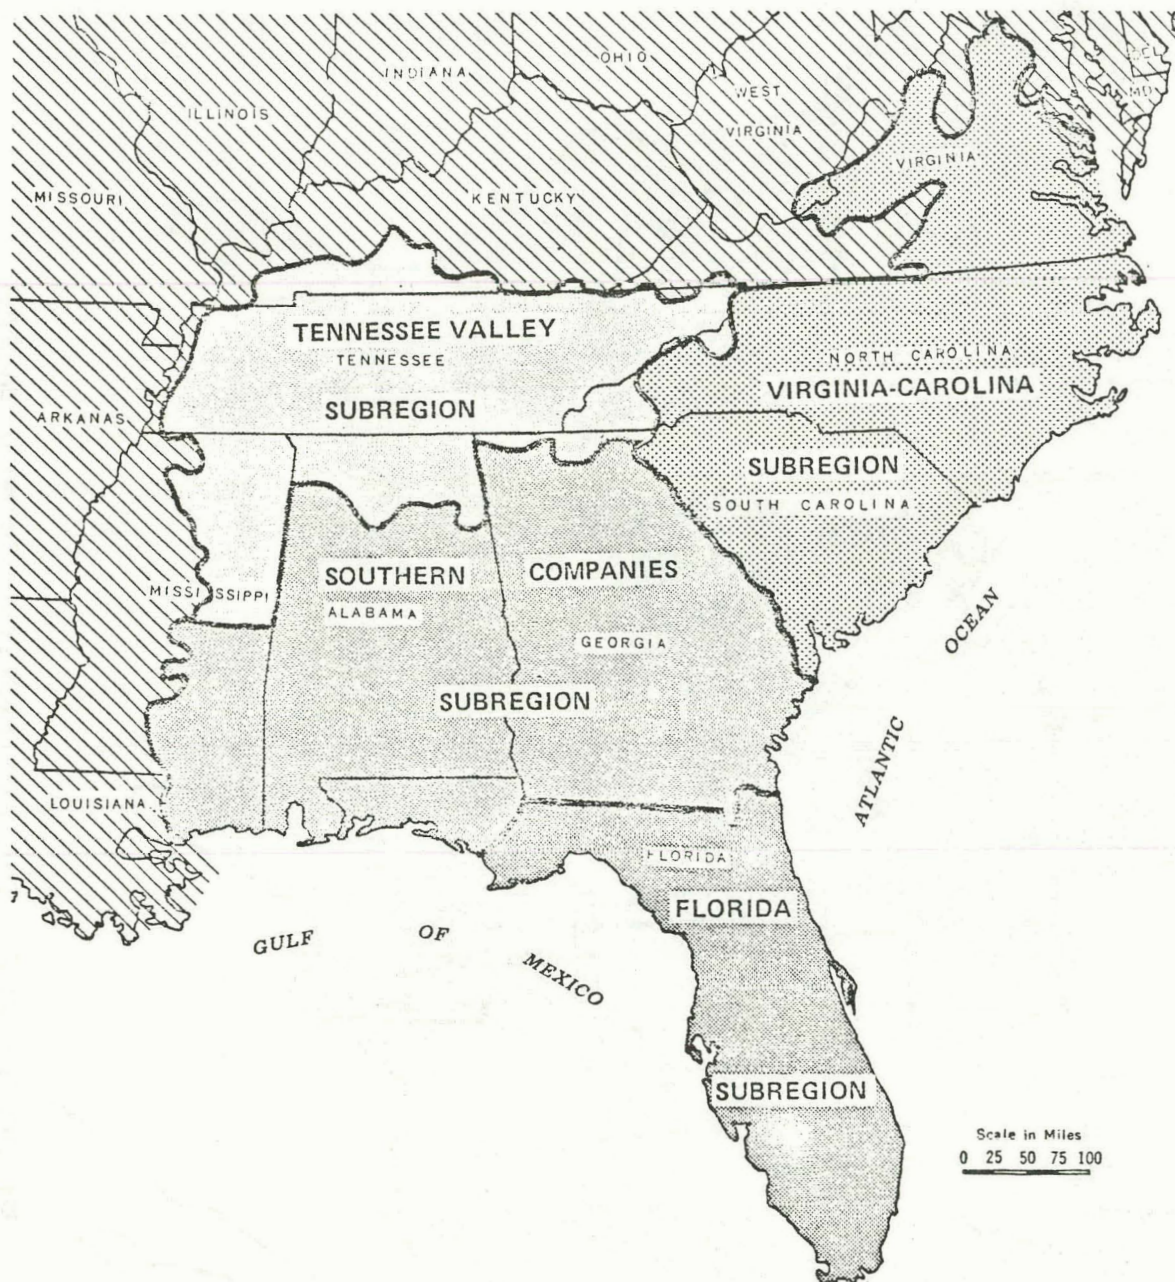 OHIO
INDIANA
DEL
MD
WEST
VIRGINIA
ILLINOIS
VIRGINIA
MISSOURI
KENTUCKY
TENNESSEE VALLEY
TENNESSEE
SUBREGION
NORTH CAROLINA
VIRGINIA-CAROLINA
SUBREGION
SOUTH CAROLINA
ARKANSAS
MISSISSIPPI
SOUTHERN COMPANIES
ALABAMA
GEORGIA
SUBREGION
ATLANTIC OCEAN
LOUISIANA
FLORIDA
FLORIDA
SUBREGION
GULF OF MEXICO
Scale in Miles
0 25 50 75 100